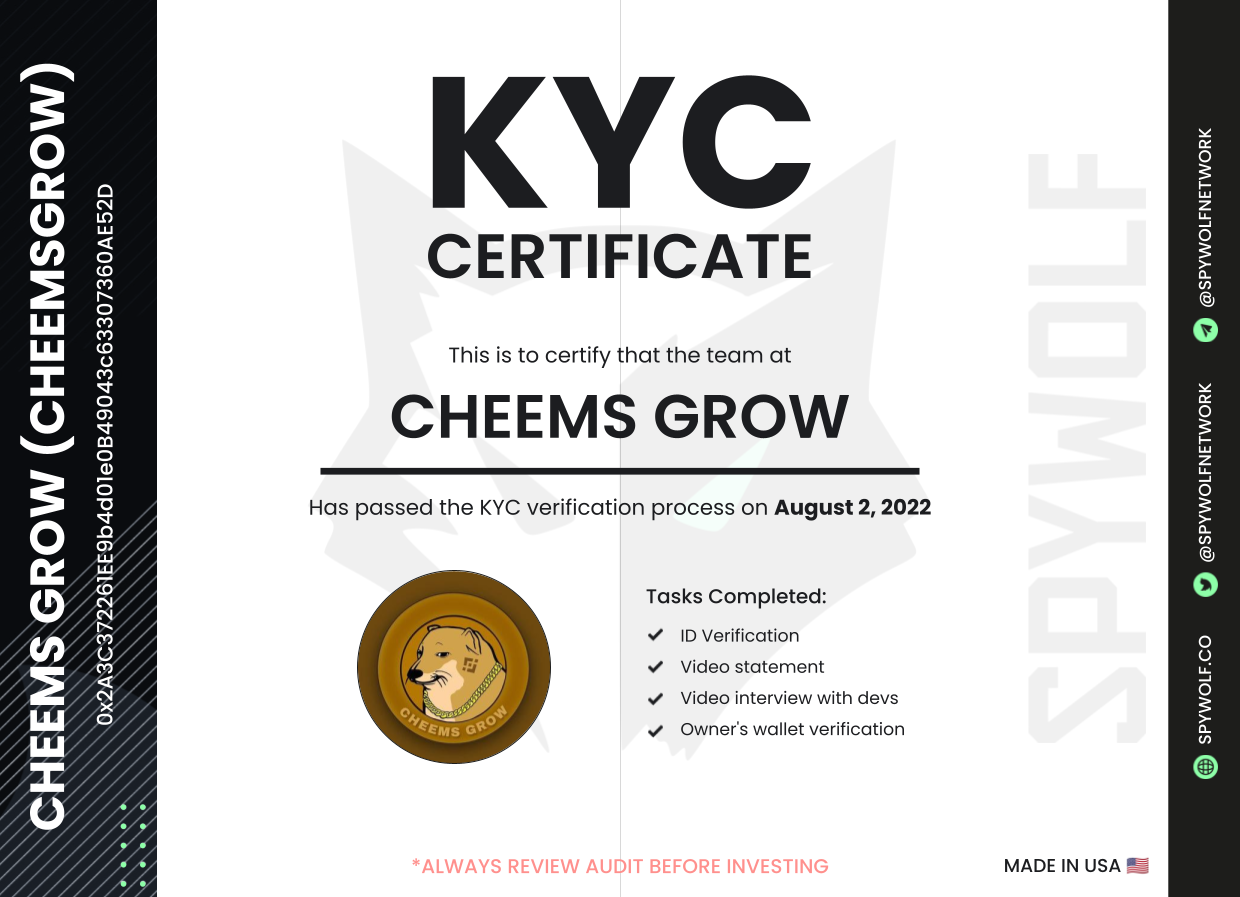 CHEEMS GROW (CHEEMSGROW)
0x2A3C372261EE9b4d01e0B49043c63307360AE52D
KYC
CERTIFICATE
This is to certify that the team at
CHEEMS GROW
Has passed the KYC verification process on August 2, 2022
CHEEMS GROW
Tasks Completed:
ID Verification
Video statement
Video interview with devs
Owner's wallet verification
*ALWAYS REVIEW AUDIT BEFORE INVESTING
MADE IN USA 🇺🇸
SPYWOLF
@SPYWOLFNETWORK
@SPYWOLFNETWORK
SPYWOLF.CO